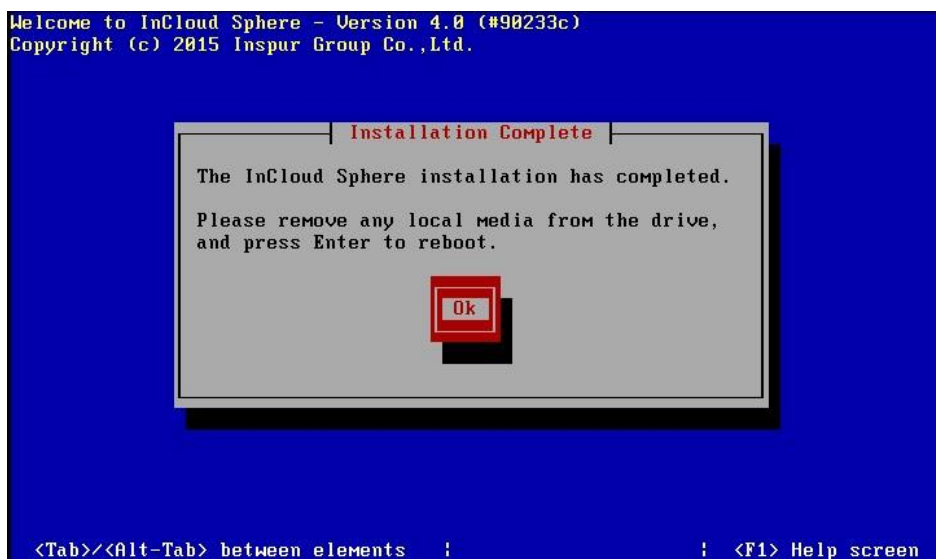 Welcome to InCloud Sphere - Version 4.0 (#90233c)
Copyright (c) 2015 Inspur Group Co.,Ltd.
Installation Complete
The InCloud Sphere installation has completed.
Please remove any local media from the drive,
and press Enter to reboot.
Ok
<Tab>/<Alt-Tab> between elements ¦ ¦ <F1> Help screen